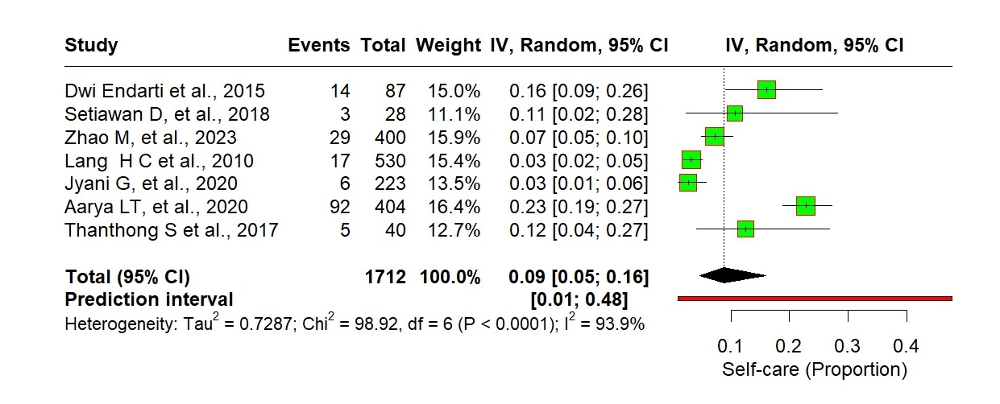 Study Events Total Weight IV, Random, 95% CI IV, Random, 95% CI
Dwi Endarti et al., 2015 14 87 15.0% 0.16 [0.09; 0.26]
Setiawan D, et al., 2018 3 28 11.1% 0.11 [0.02; 0.28]
Zhao M, et al., 2023 29 400 15.9% 0.07 [0.05; 0.10]
Lang H C et al., 2010 17 530 15.4% 0.03 [0.02; 0.05]
Jyani G, et al., 2020 6 223 13.5% 0.03 [0.01; 0.06]
Aarya LT, et al., 2020 92 404 16.4% 0.23 [0.19; 0.27]
Thanthong S et al., 2017 5 40 12.7% 0.12 [0.04; 0.27]
Total (95% CI) 1712 100.0% 0.09 [0.05; 0.16]
Prediction interval [0.01; 0.48]
Heterogeneity: Tau² = 0.7287; Chi² = 98.92, df = 6 (P < 0.0001); I² = 93.9%
0.1 0.2 0.3 0.4
Self-care (Proportion)